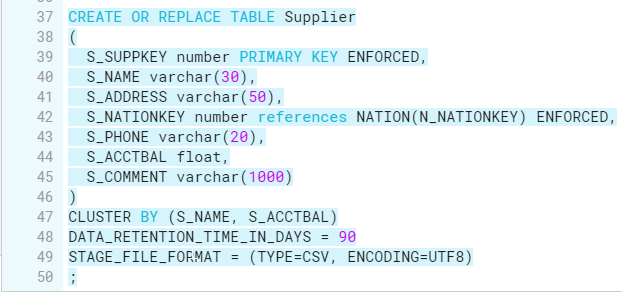 37 CREATE OR REPLACE TABLE Supplier
38 (
39 S_SUPPKEY number PRIMARY KEY ENFORCED,
40 S_NAME varchar(30),
41 S_ADDRESS varchar(50),
42 S_NATIONKEY number references NATION(N_NATIONKEY) ENFORCED,
43 S_PHONE varchar(20),
44 S_ACCTBAL float,
45 S_COMMENT varchar(1000)
46 )
47 CLUSTER BY (S_NAME, S_ACCTBAL)
48 DATA_RETENTION_TIME_IN_DAYS = 90
49 STAGE_FILE_FORMAT = (TYPE=CSV, ENCODING=UTF8)
50 ;